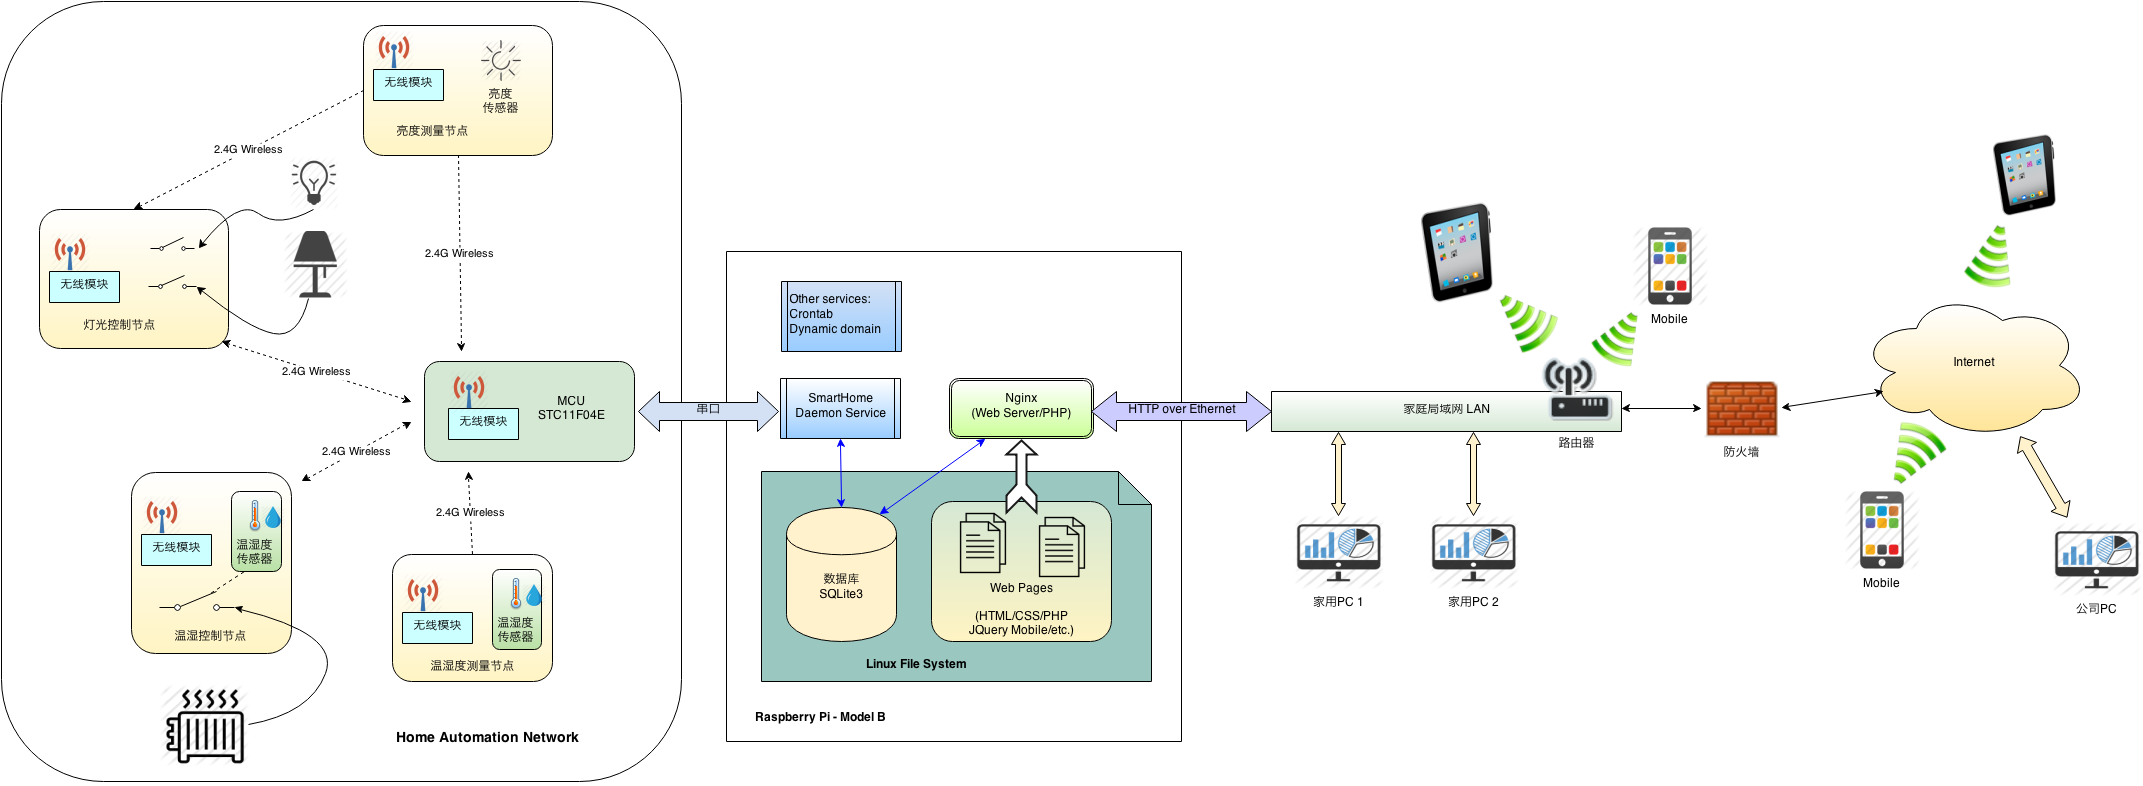 无线模块
亮度
传感器
亮度测量节点
2.4G Wireless
2.4G Wireless
无线模块
灯光控制节点
2.4G Wireless
无线模块
MCU
STC11F04E
2.4G Wireless
无线模块
温湿度
传感器
温湿控制节点
2.4G Wireless
无线模块
温湿度
传感器
温湿度测量节点
Home Automation Network
串口
Other services:
Crontab
Dynamic domain
SmartHome
Daemon Service
Nginx
(Web Server/PHP)
数据库
SQLite3
Web Pages
(HTML/CSS/PHP
JQuery Mobile/etc.)
Linux File System
Raspberry Pi - Model B
HTTP over Ethernet
家庭局域网 LAN
路由器
Mobile
家用PC 1
家用PC 2
防火墙
Internet
Mobile
公司PC